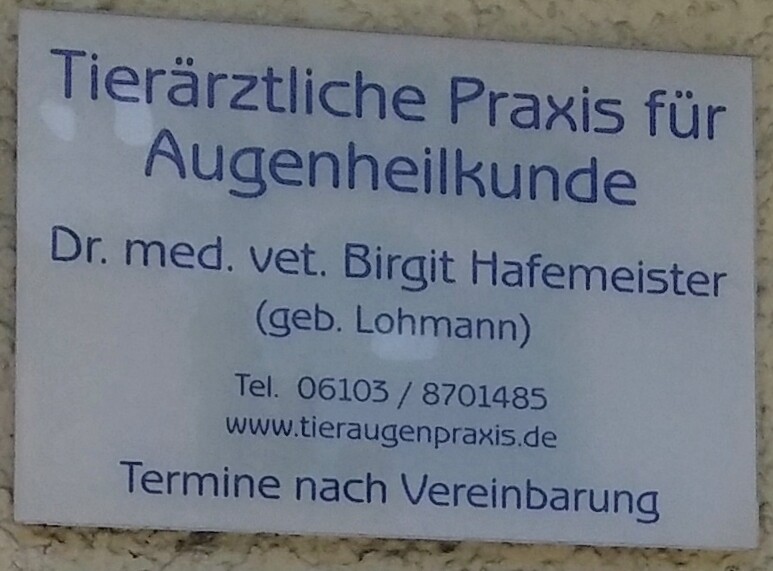 Tierärztliche Praxis für
Augenheilkunde
Dr. med. vet. Birgit Hafemeister
(geb. Lohmann)
Tel. 06103 / 8701485
www.tieraugenpraxis.de
Termine nach Vereinbarung